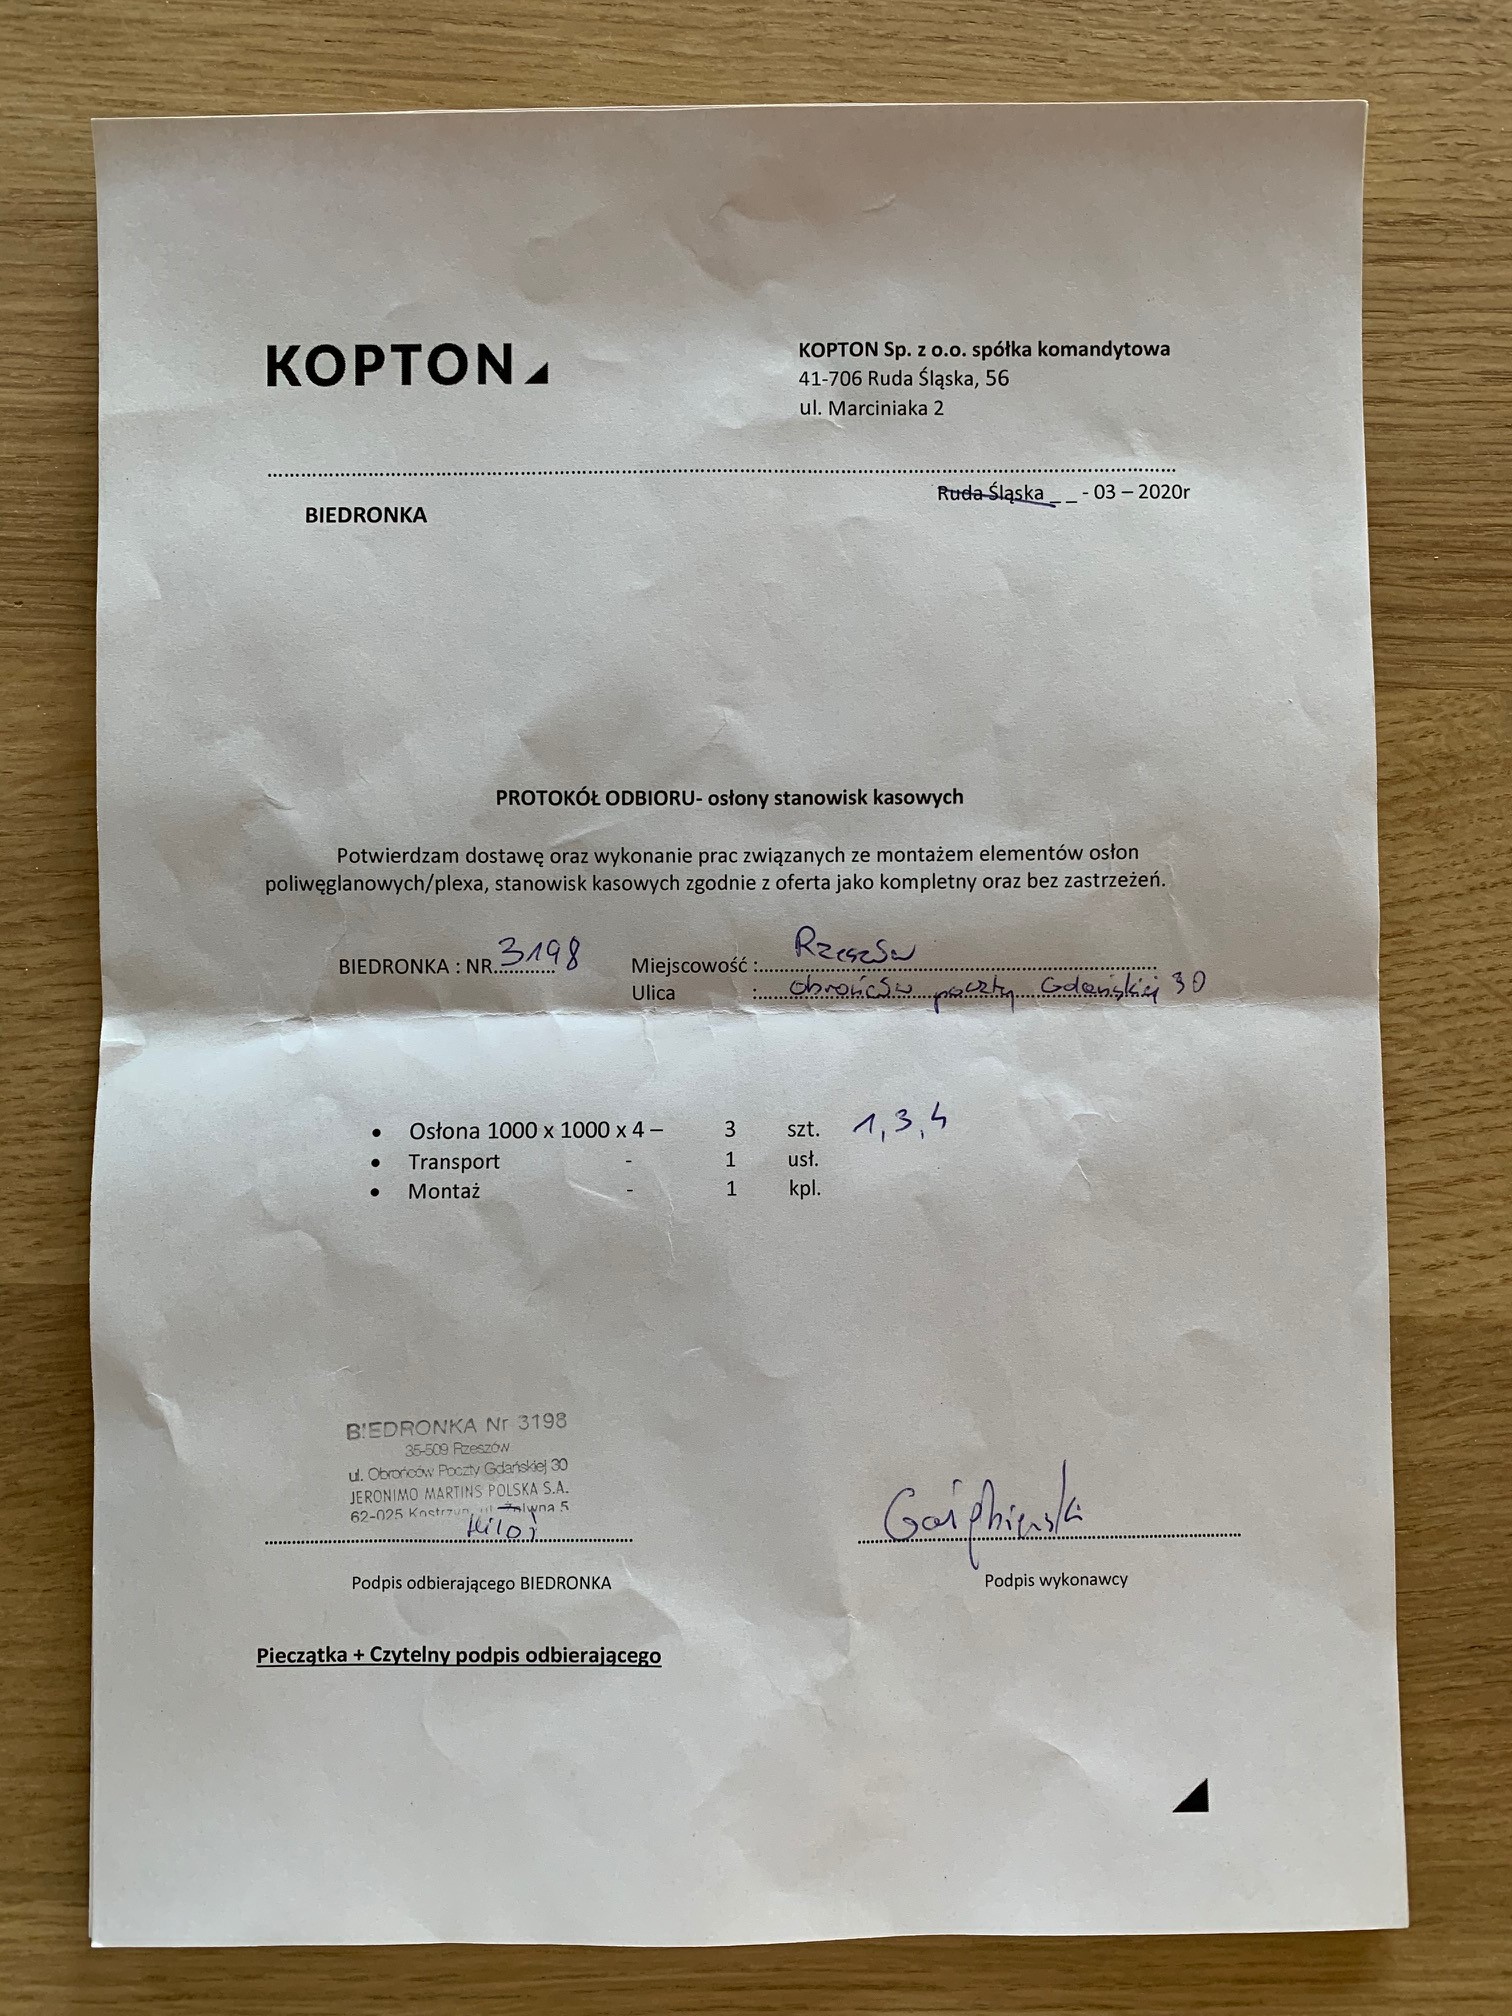 KOPTON
KOPTON Sp. z o.o. spółka komandytowa
41-706 Ruda Śląska, 56
ul. Marciniaka 2
Ruda Śląska _ _ - 03 – 2020r
BIEDRONKA
PROTOKÓŁ ODBIORU- osłony stanowisk kasowych
Potwierdzam dostawę oraz wykonanie prac związanych ze montażem elementów osłon
poliwęglanowych/plexa, stanowisk kasowych zgodnie z oferta jako kompletny oraz bez zastrzeżeń.
BIEDRONKA : NR 3198 Miejscowość : Rzeszów
Ulica : Obrońców poczty Gdańskiej 30
• Osłona 1000 x 1000 x 4 – 3 szt. 1, 3, 4
• Transport - 1 usł.
• Montaż - 1 kpl.
BIEDRONKA Nr 3198
35-509 Rzeszów
ul. Obrońców Poczty Gdańskiej 30
JERONIMO MARTINS POLSKA S.A.
62-025 Kostrzyn, ul. Żniwna 5
Podpis odbierającego BIEDRONKA
Podpis wykonawcy
Pieczątka + Czytelny podpis odbierającego